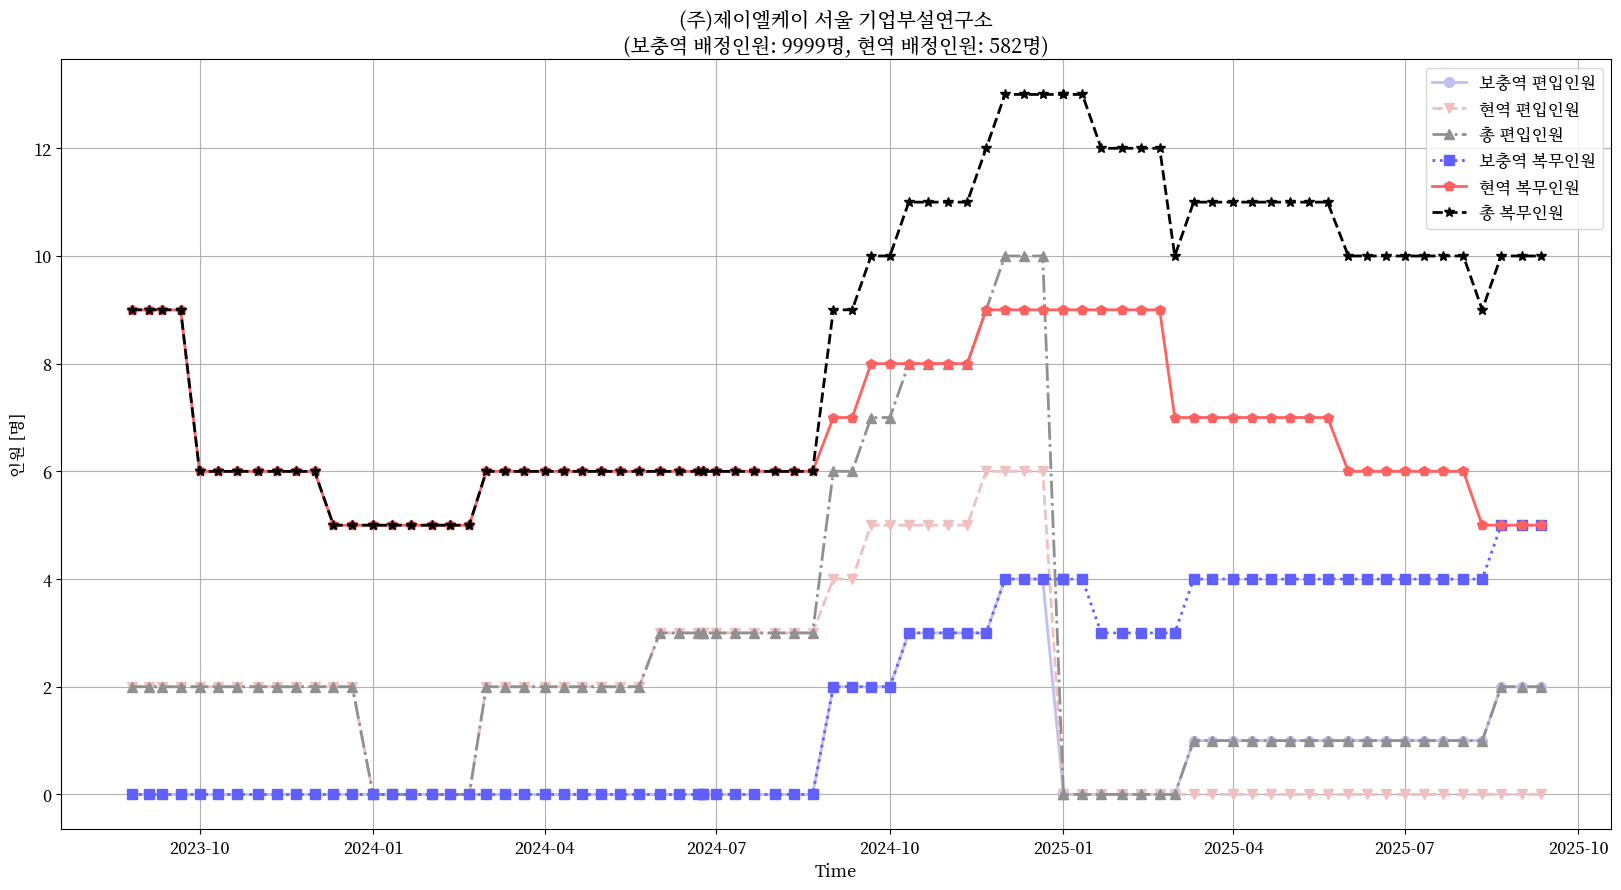 (주)제이엘케이 서울 기업부설연구소
(보충역 배정인원: 9999명, 현역 배정인원: 582명)
보충역 편입인원
현역 편입인원
총 편입인원
보충역 복무인원
현역 복무인원
총 복무인원
인원 [명]
12
10
8
6
4
2
0
2023-10
2024-01
2024-04
2024-07
2024-10
2025-01
2025-04
2025-07
2025-10
Time